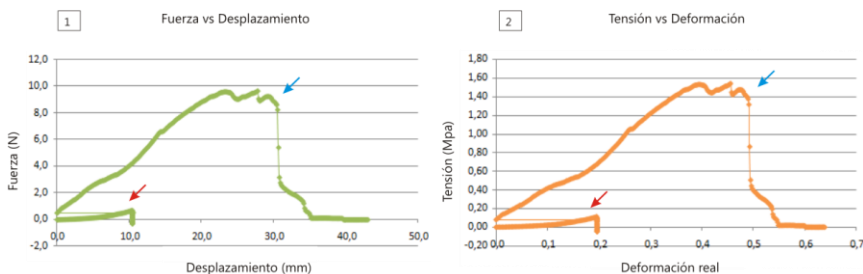 1
Fuerza vs Desplazamiento
12,0
10,0
8,0
6,0
4,0
2,0
0,0
-2,0
0,0 10,0 20,0 30,0 40,0 50,0
Fuerza (N)
Desplazamiento (mm)
2
Tensión vs Deformación
1,80
1,60
1,40
1,20
1,00
0,80
0,60
0,40
0,20
0,00
-0,20
0,0 0,1 0,2 0,3 0,4 0,5 0,6 0,7
Tensión (Mpa)
Deformación real